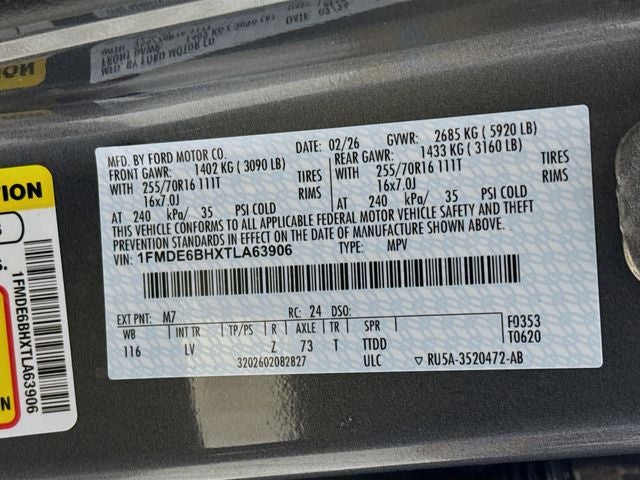 MFD. BY FORD MOTOR CO. DATE: 02/26 GVWR: 2685 KG ( 5920 LB)
FRONT GAWR: 1402 KG ( 3090 LB) REAR GAWR: 1433 KG ( 3160 LB)
WITH 255/70R16 111T TIRES WITH 255/70R16 111T TIRES
16x7.0J RIMS 16x7.0J RIMS
AT 240 kPa/ 35 PSI COLD AT 240 kPa/ 35 PSI COLD
THIS VEHICLE CONFORMS TO ALL APPLICABLE FEDERAL MOTOR VEHICLE SAFETY AND THEFT
PREVENTION STANDARDS IN EFFECT ON THE DATE OF MANUFACTURE SHOWN ABOVE.
VIN: 1FMDE6BHXTLA63906 TYPE: MPV
EXT PNT: M7 RC: 24 DSO: F0353
WB INT TR TP/PS R AXLE TR SPR T0620
116 LV Z 73 T TTDD
3202602082827 ULC RU5A-3520472-AB
1FMDE6BHXTLA63906